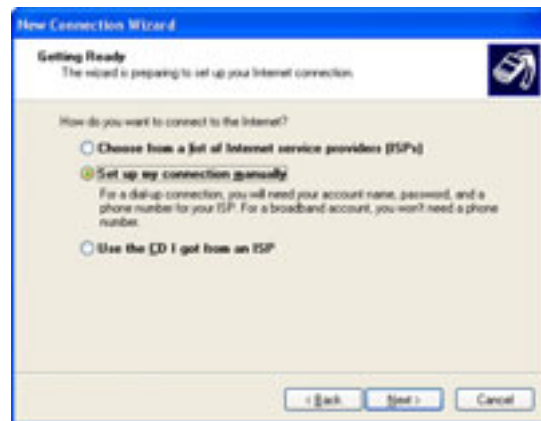 New Connection Wizard
Getting Ready
The wizard is preparing to set up your Internet connection.
How do you want to connect to the Internet?
Choose from a list of Internet service providers (ISPs)
Set up my connection manually
For a dial-up connection, you will need your account name, password, and a
phone number for your ISP. For a broadband account, you won't need a phone
number.
Use the CD I got from an ISP
< Back
Next >
Cancel